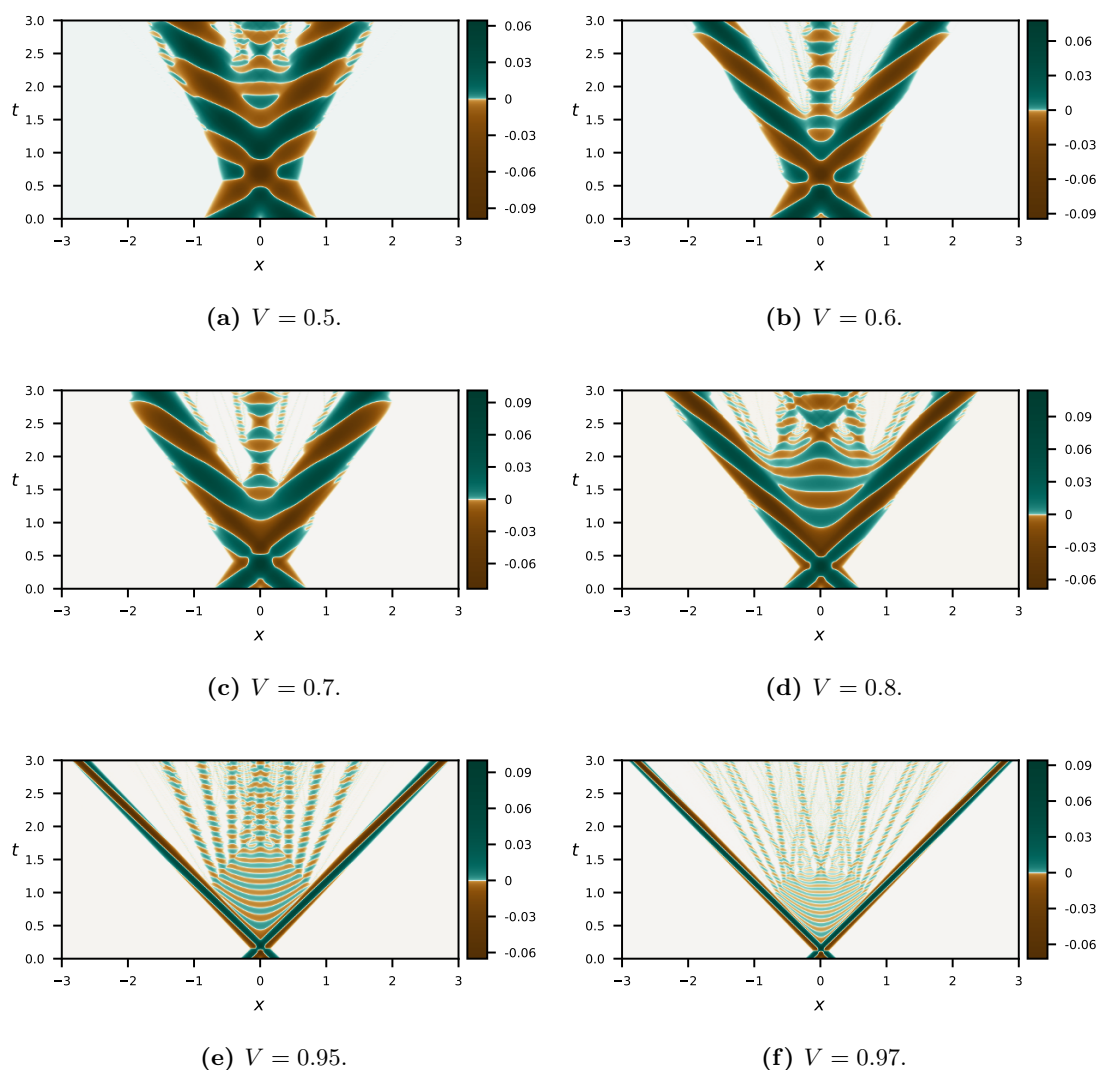 3.0 2.5 2.0 1.5 1.0 0.5 0.0
t
−3 −2 −1 0 1 2 3
x
0.06 0.03 0 -0.03 -0.06 -0.09
(a) V = 0.5.
3.0 2.5 2.0 1.5 1.0 0.5 0.0
t
−3 −2 −1 0 1 2 3
x
0.06 0.03 0 -0.03 -0.06 -0.09
(b) V = 0.6.
3.0 2.5 2.0 1.5 1.0 0.5 0.0
t
−3 −2 −1 0 1 2 3
x
0.09 0.06 0.03 0 -0.03 -0.06
(c) V = 0.7.
3.0 2.5 2.0 1.5 1.0 0.5 0.0
t
−3 −2 −1 0 1 2 3
x
0.09 0.06 0.03 0 -0.03 -0.06
(d) V = 0.8.
3.0 2.5 2.0 1.5 1.0 0.5 0.0
t
−3 −2 −1 0 1 2 3
x
0.09 0.06 0.03 0 -0.03 -0.06
(e) V = 0.95.
3.0 2.5 2.0 1.5 1.0 0.5 0.0
t
−3 −2 −1 0 1 2 3
x
0.09 0.06 0.03 0 -0.03 -0.06
(f) V = 0.97.